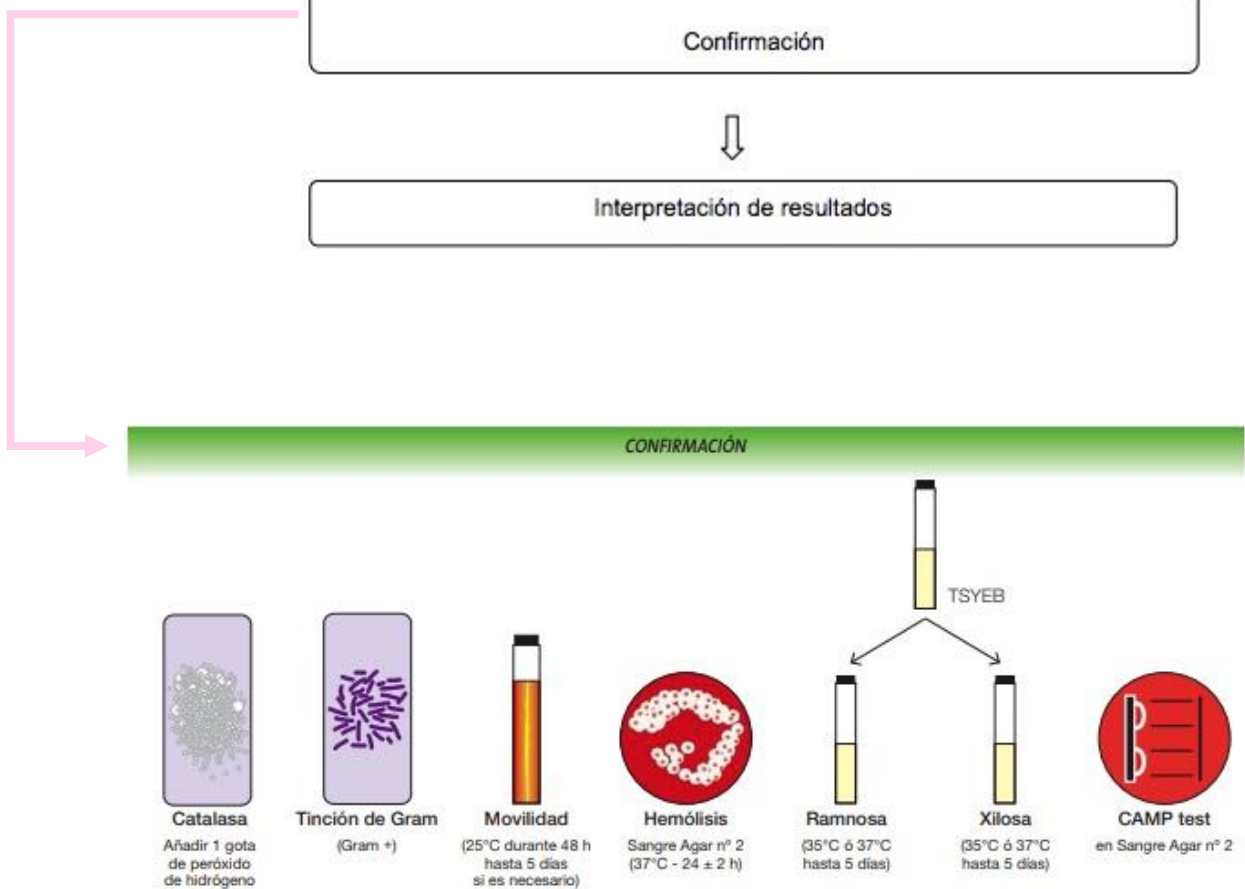 Confirmación
Interpretación de resultados
CONFIRMACIÓN
TSYEB
Catalasa
Añadir 1 gota
de peróxido
de hidrógeno
Tinción de Gram
(Gram +)
Movilidad
(25°C durante 48 h
hasta 5 días
si es necesario)
Hemólisis
Sangre Agar nº 2
(37°C - 24 ± 2 h)
Ramnosa
(35°C ó 37°C
hasta 5 días)
Xilosa
(35°C ó 37°C
hasta 5 días)
CAMP test
en Sangre Agar nº 2